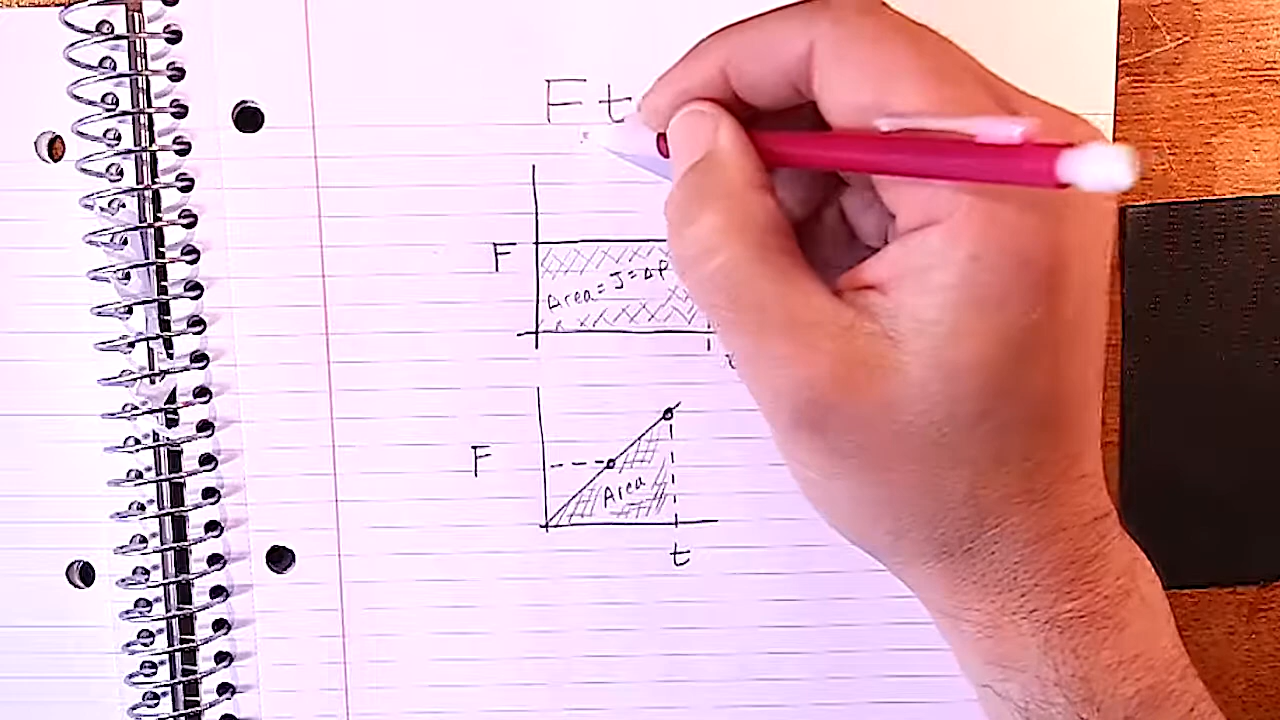 Ft
F
Area = J = ΔP
F
Area
t